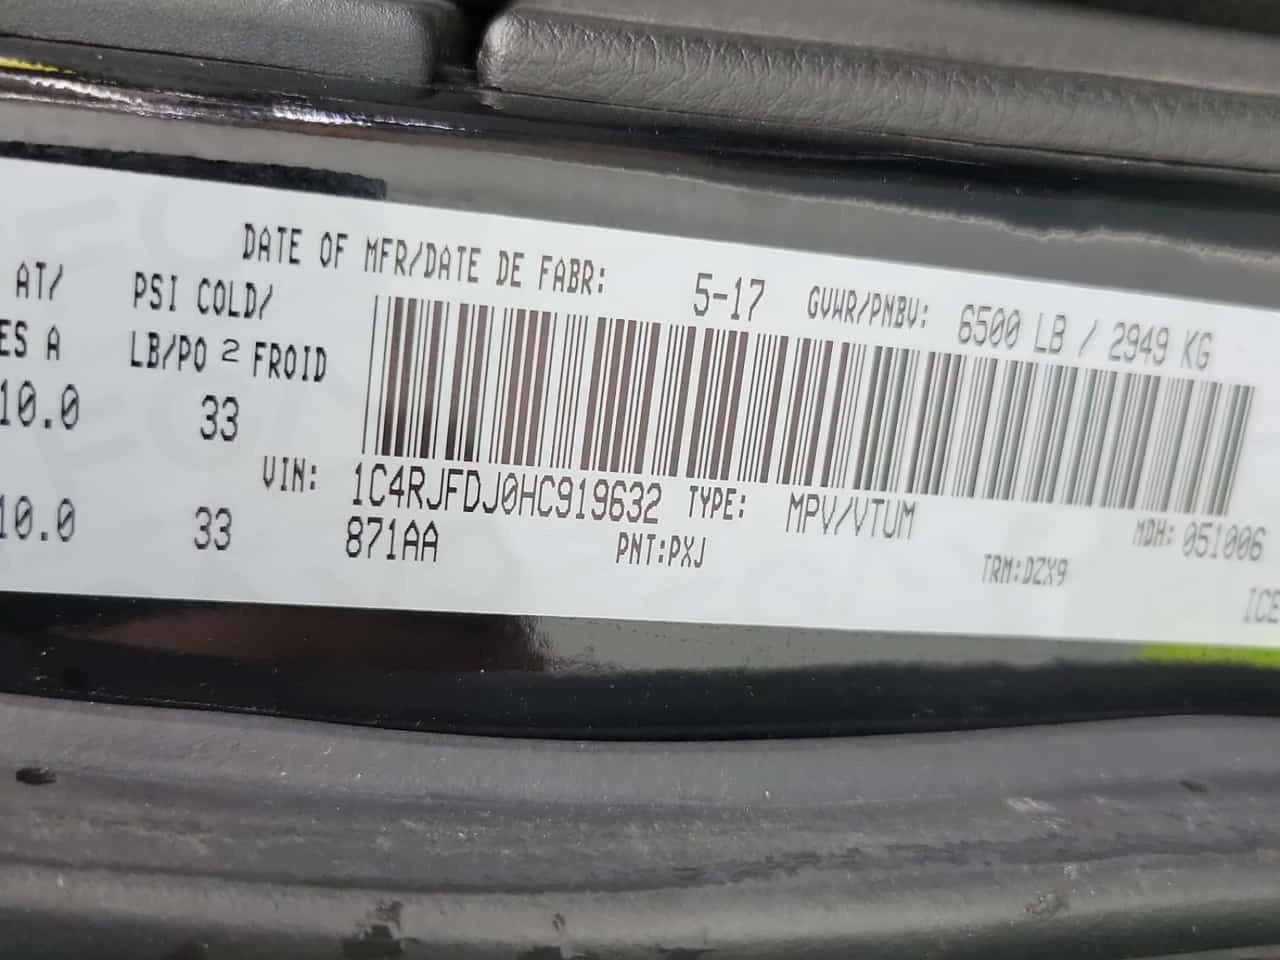 DATE OF MFR/DATE DE FABR: 5-17 GVWR/PNBV: 6500 LB / 2949 KG
AT/ PSI COLD/
ES A LB/PO 2 FROID
10.0 33
VIN: 1C4RJFDJ0HC919632 TYPE: MPV/VTUM MDH: 051006
10.0 33 871AA PNT:PXJ TRM:DZX9
ICE